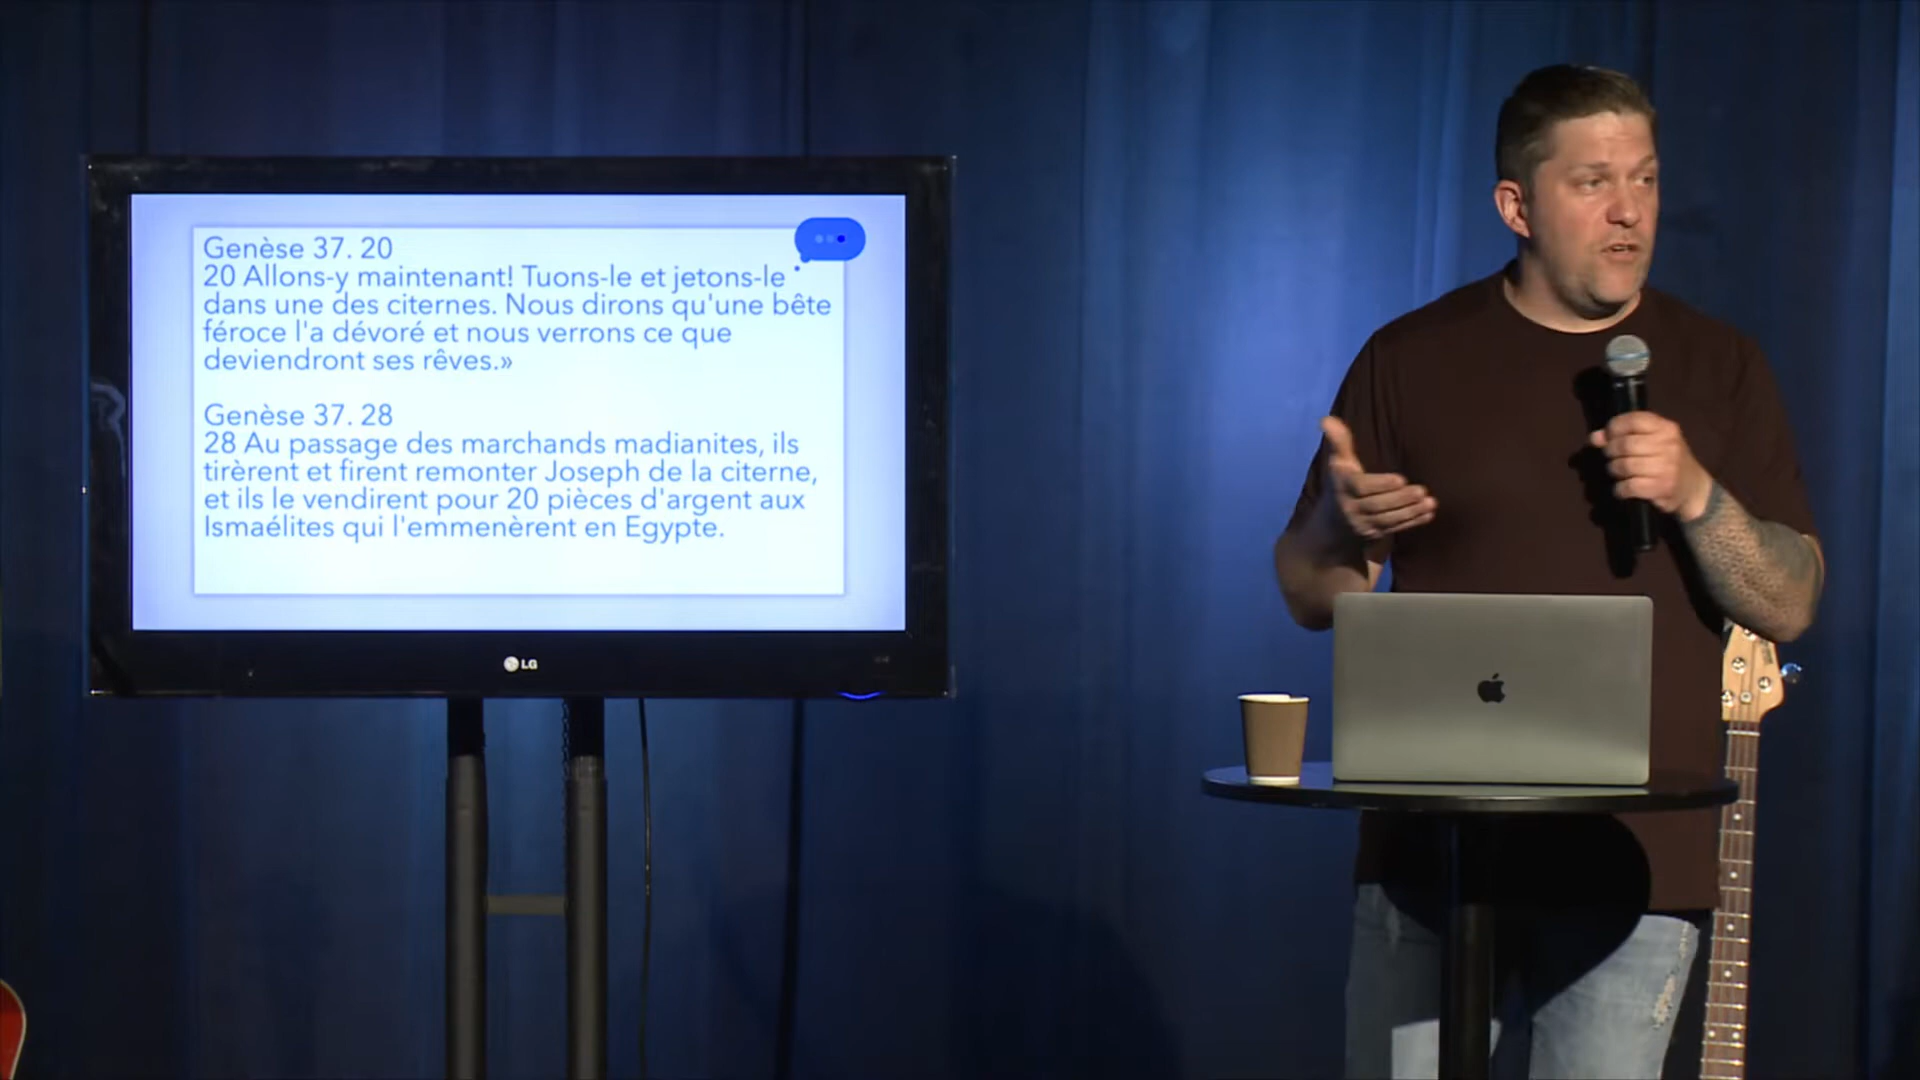 Genèse 37. 20
20 Allons-y maintenant! Tuons-le et jetons-le
dans une des citernes. Nous dirons qu'une bête
féroce l'a dévoré et nous verrons ce que
deviendront ses rêves.»
Genèse 37. 28
28 Au passage des marchands madianites, ils
tirèrent et firent remonter Joseph de la citerne,
et ils le vendirent pour 20 pièces d'argent aux
Ismaélites qui l'emmenèrent en Egypte.
LG